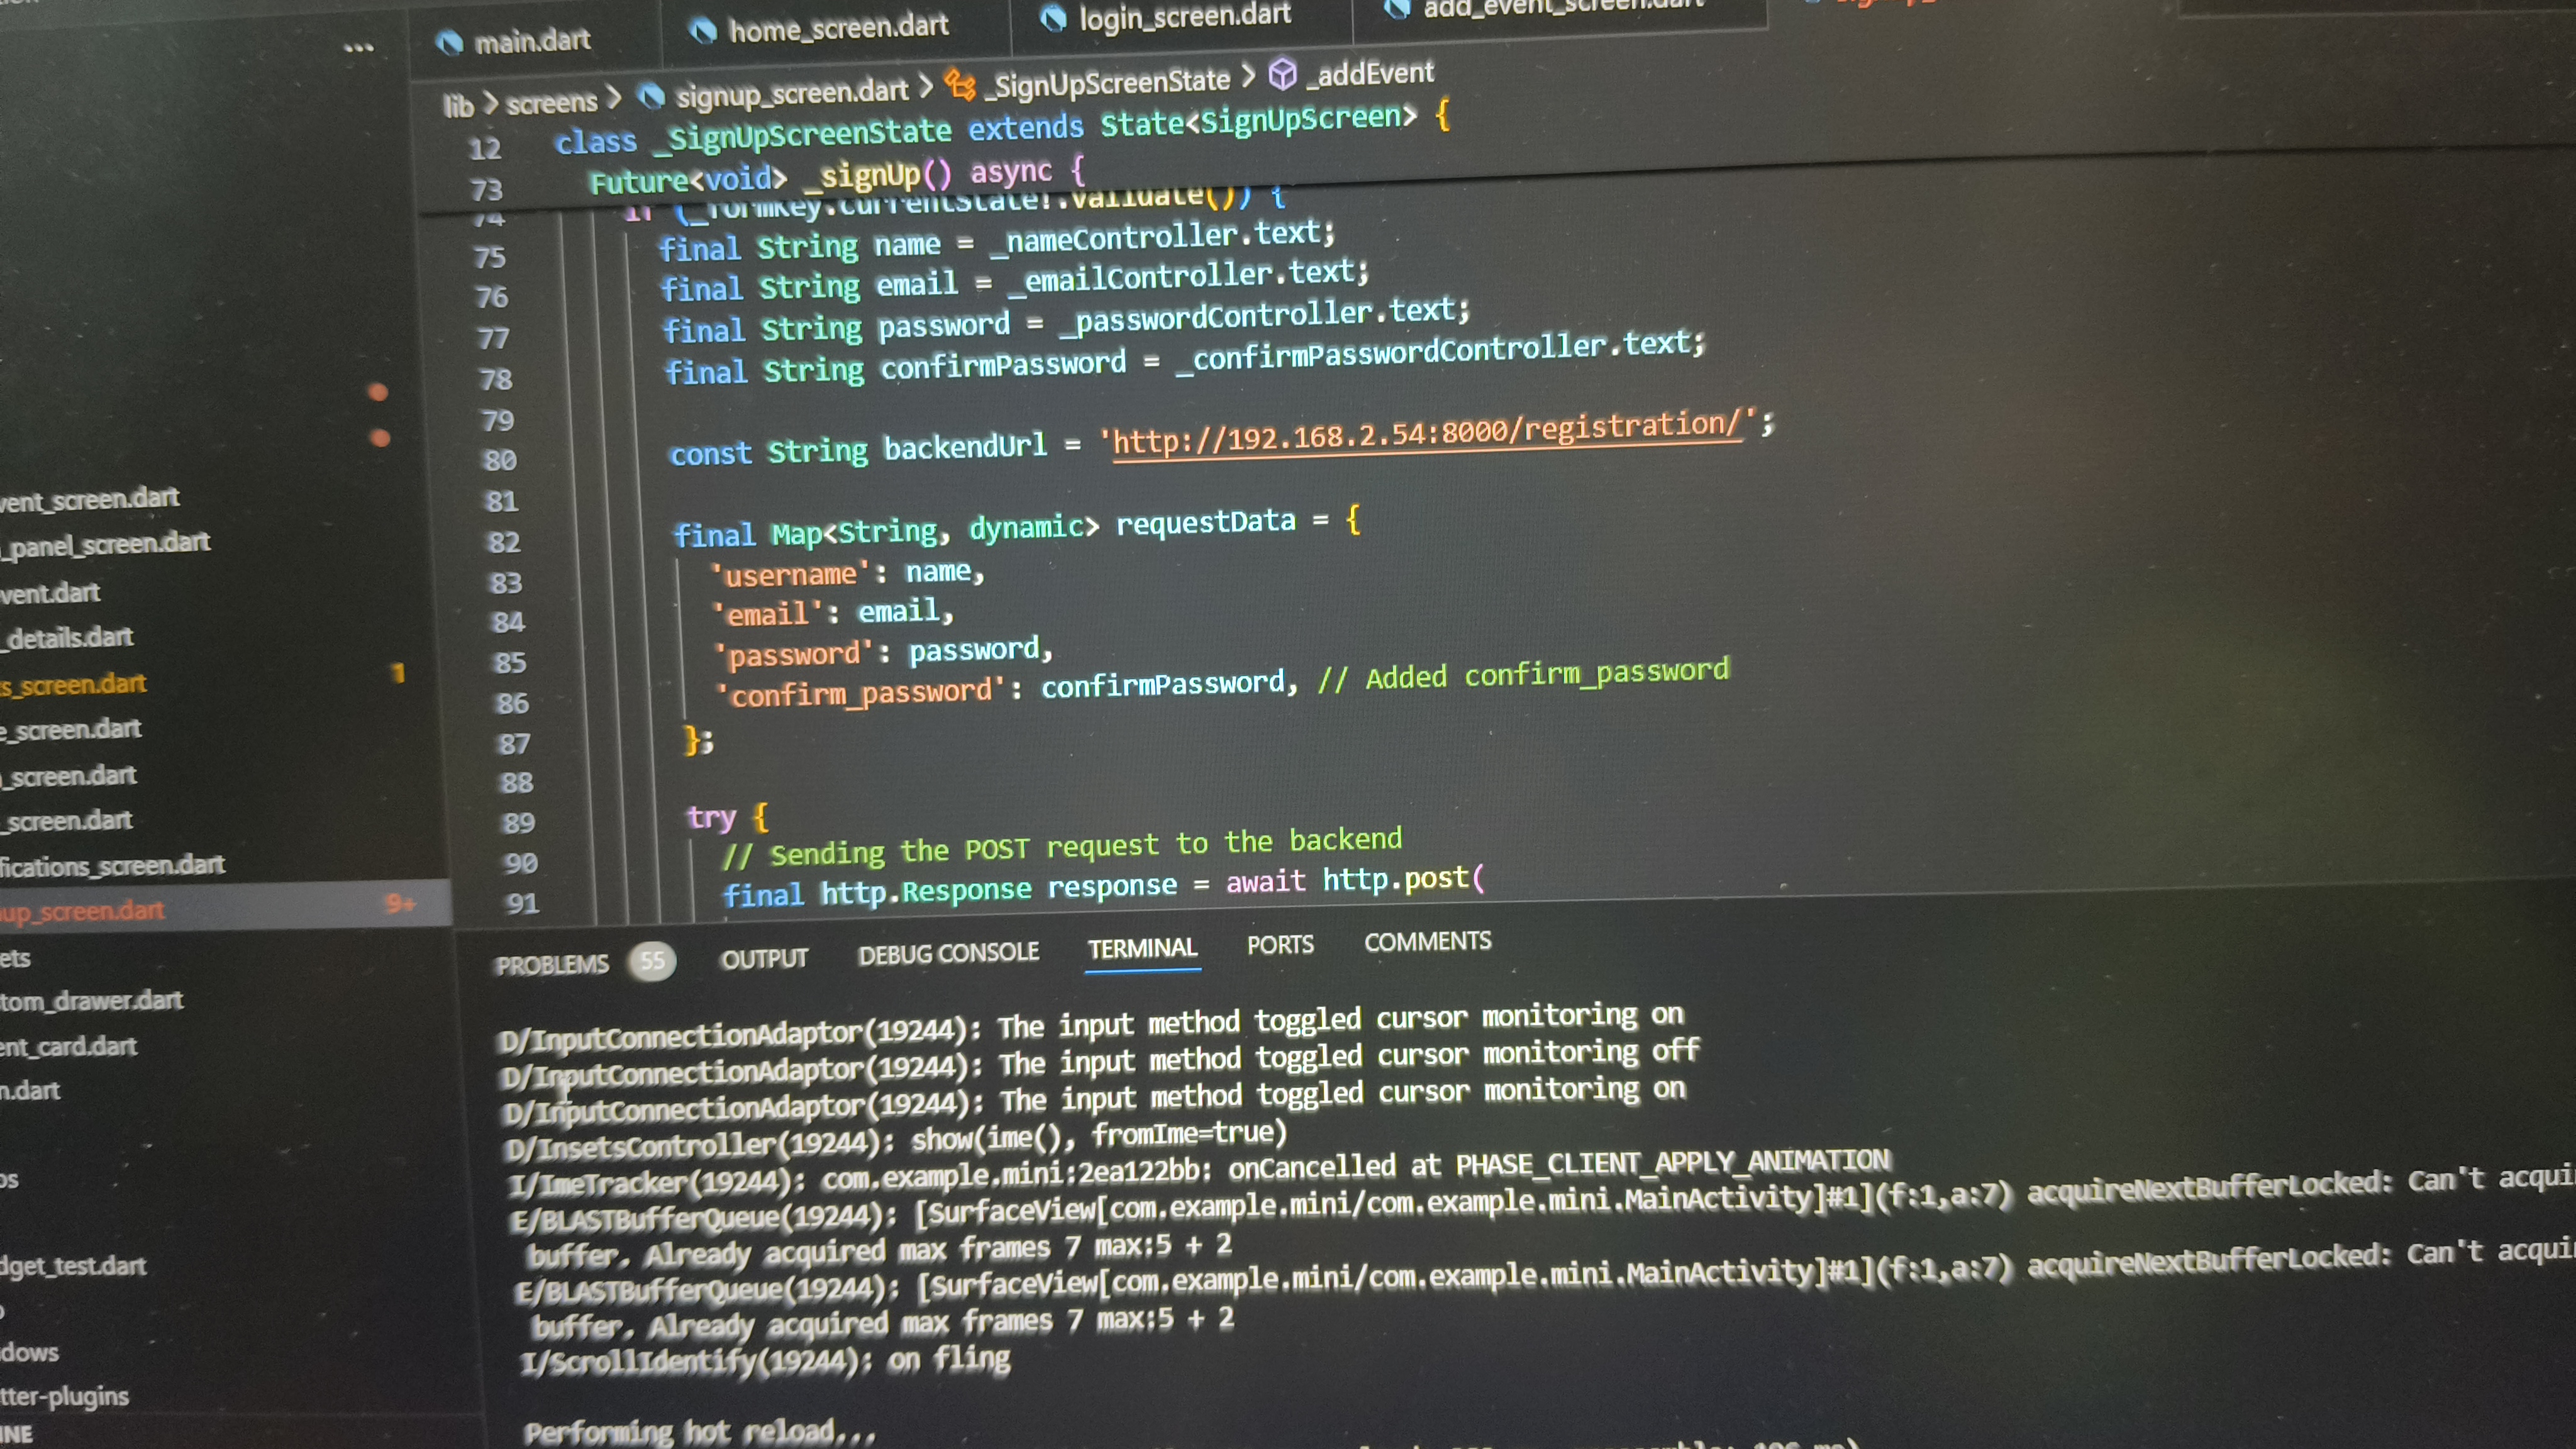 main.dart
home_screen.dart
login_screen.dart
add_event_screen.dart
lib > screens > signup_screen.dart > _SignUpScreenState > _addEvent
12 class _SignUpScreenState extends State<SignUpScreen> {
73 Future<void> _signUp() async {
74 if (_formKey.currentState!.validate()) {
75 final String name = _nameController.text;
76 final String email = _emailController.text;
77 final String password = _passwordController.text;
78 final String confirmPassword = _confirmPasswordController.text;
79
80 const String backendUrl = 'http://192.168.2.54:8000/registration/';
81
82 final Map<String, dynamic> requestData = {
83 'username': name,
84 'email': email,
85 'password': password,
86 'confirm_password': confirmPassword, // Added confirm_password
87 };
88
89 try {
90 // Sending the POST request to the backend
91 final http.Response response = await http.post(
vent_screen.dart
_panel_screen.dart
vent.dart
_details.dart
s_screen.dart 1
e_screen.dart
_screen.dart
_screen.dart
fications_screen.dart
up_screen.dart 9+
ets
tom_drawer.dart
ent_card.dart
n.dart
os
dget_test.dart
dows
tter-plugins
INE
PROBLEMS 55 OUTPUT DEBUG CONSOLE TERMINAL PORTS COMMENTS
D/InputConnectionAdaptor(19244): The input method toggled cursor monitoring on
D/InputConnectionAdaptor(19244): The input method toggled cursor monitoring off
D/InputConnectionAdaptor(19244): The input method toggled cursor monitoring on
D/InsetsController(19244): show(ime(), fromIme=true)
I/ImeTracker(19244): com.example.mini:2ea122bb: onCancelled at PHASE_CLIENT_APPLY_ANIMATION
E/BLASTBufferQueue(19244): [SurfaceView[com.example.mini/com.example.mini.MainActivity]#1](f:1,a:7) acquireNextBufferLocked: Can't acqui
buffer. Already acquired max frames 7 max:5 + 2
E/BLASTBufferQueue(19244): [SurfaceView[com.example.mini/com.example.mini.MainActivity]#1](f:1,a:7) acquireNextBufferLocked: Can't acqui
buffer. Already acquired max frames 7 max:5 + 2
I/ScrollIdentify(19244): on fling
Performing hot reload...